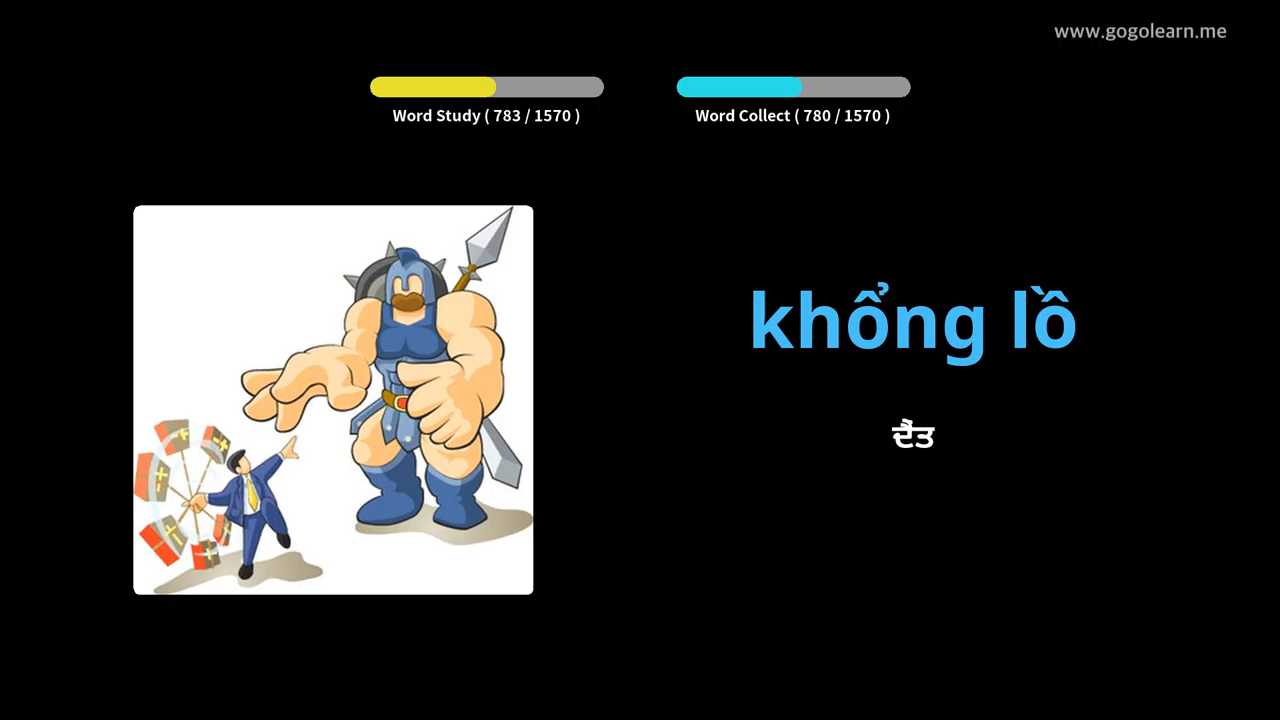 www.gogolearn.me
Word Study ( 783 / 1570 )
Word Collect ( 780 / 1570 )
khổng lồ
ਦੈਂਤ